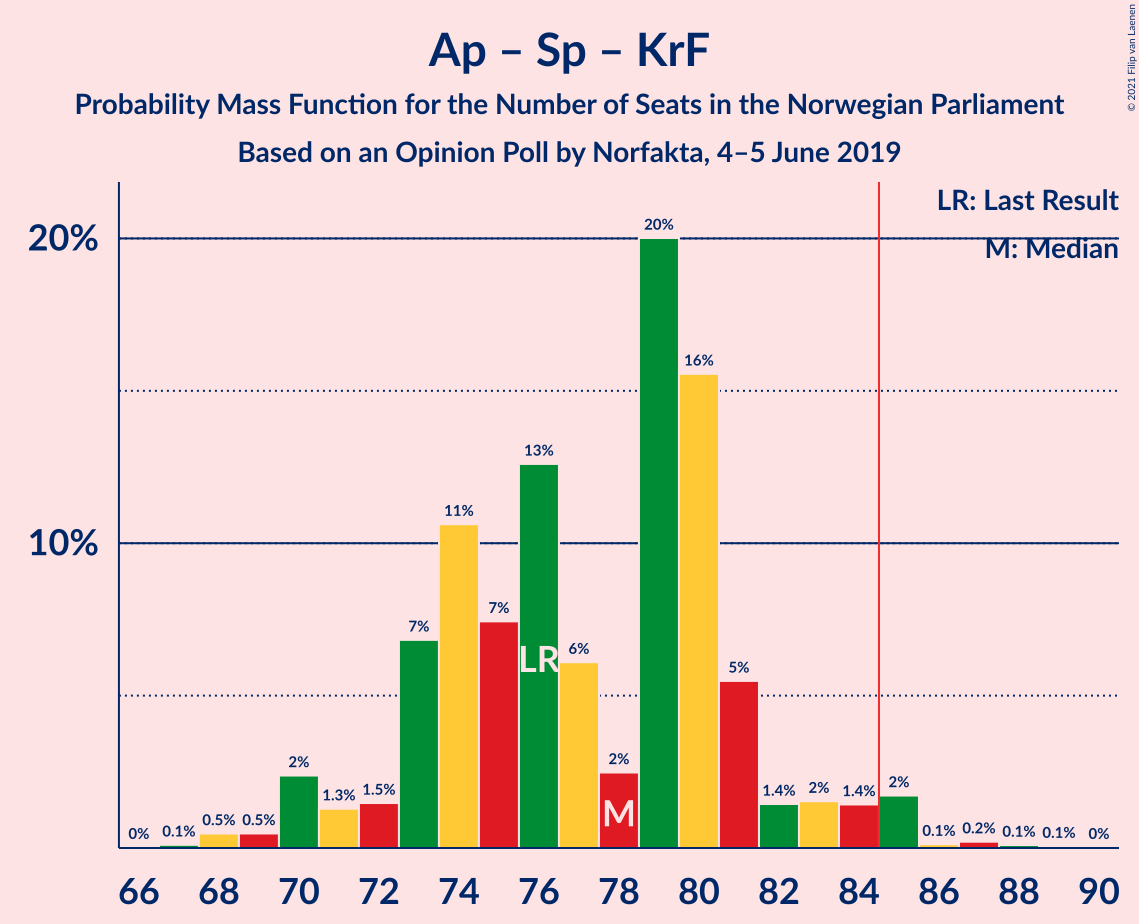 Ap – Sp – KrF
Probability Mass Function for the Number of Seats in the Norwegian Parliament
Based on an Opinion Poll by Norfakta, 4–5 June 2019
© 2021 Filip van Laenen
LR: Last Result
M: Median
20%
10%
0% 0.1% 0.5% 0.5% 2% 1.3% 1.5% 7% 11% 7% 13% 6% 2% 20% 16% 5% 1.4% 2% 1.4% 2% 0.1% 0.2% 0.1% 0.1% 0%
LR
M
66 68 70 72 74 76 78 80 82 84 86 88 90